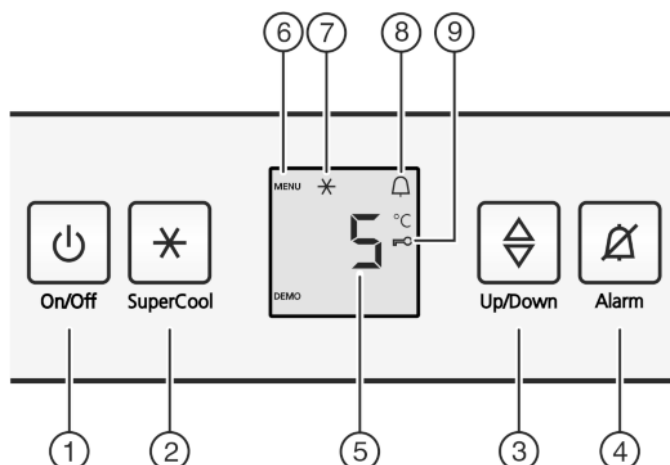 6 7 8 9
MENU
°C
5
DEMO
On/Off SuperCool Up/Down Alarm
1 2 5 3 4